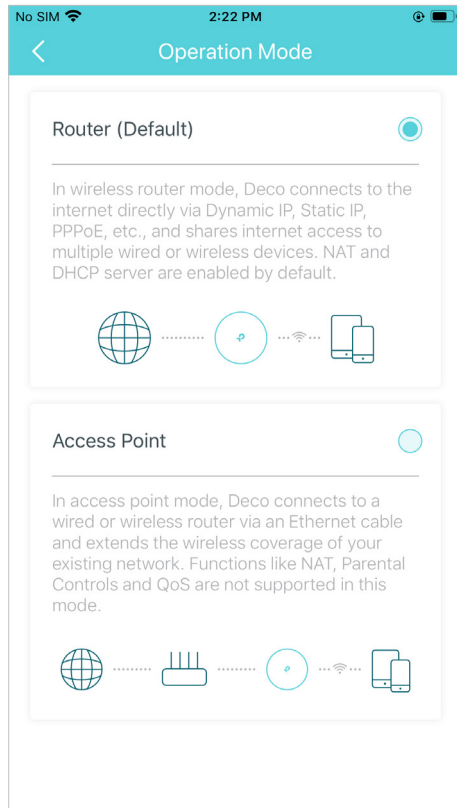 No SIM 2:22 PM
Operation Mode
Router (Default)
In wireless router mode, Deco connects to the
internet directly via Dynamic IP, Static IP,
PPPoE, etc., and shares internet access to
multiple wired or wireless devices. NAT and
DHCP server are enabled by default.
Access Point
In access point mode, Deco connects to a
wired or wireless router via an Ethernet cable
and extends the wireless coverage of your
existing network. Functions like NAT, Parental
Controls and QoS are not supported in this
mode.